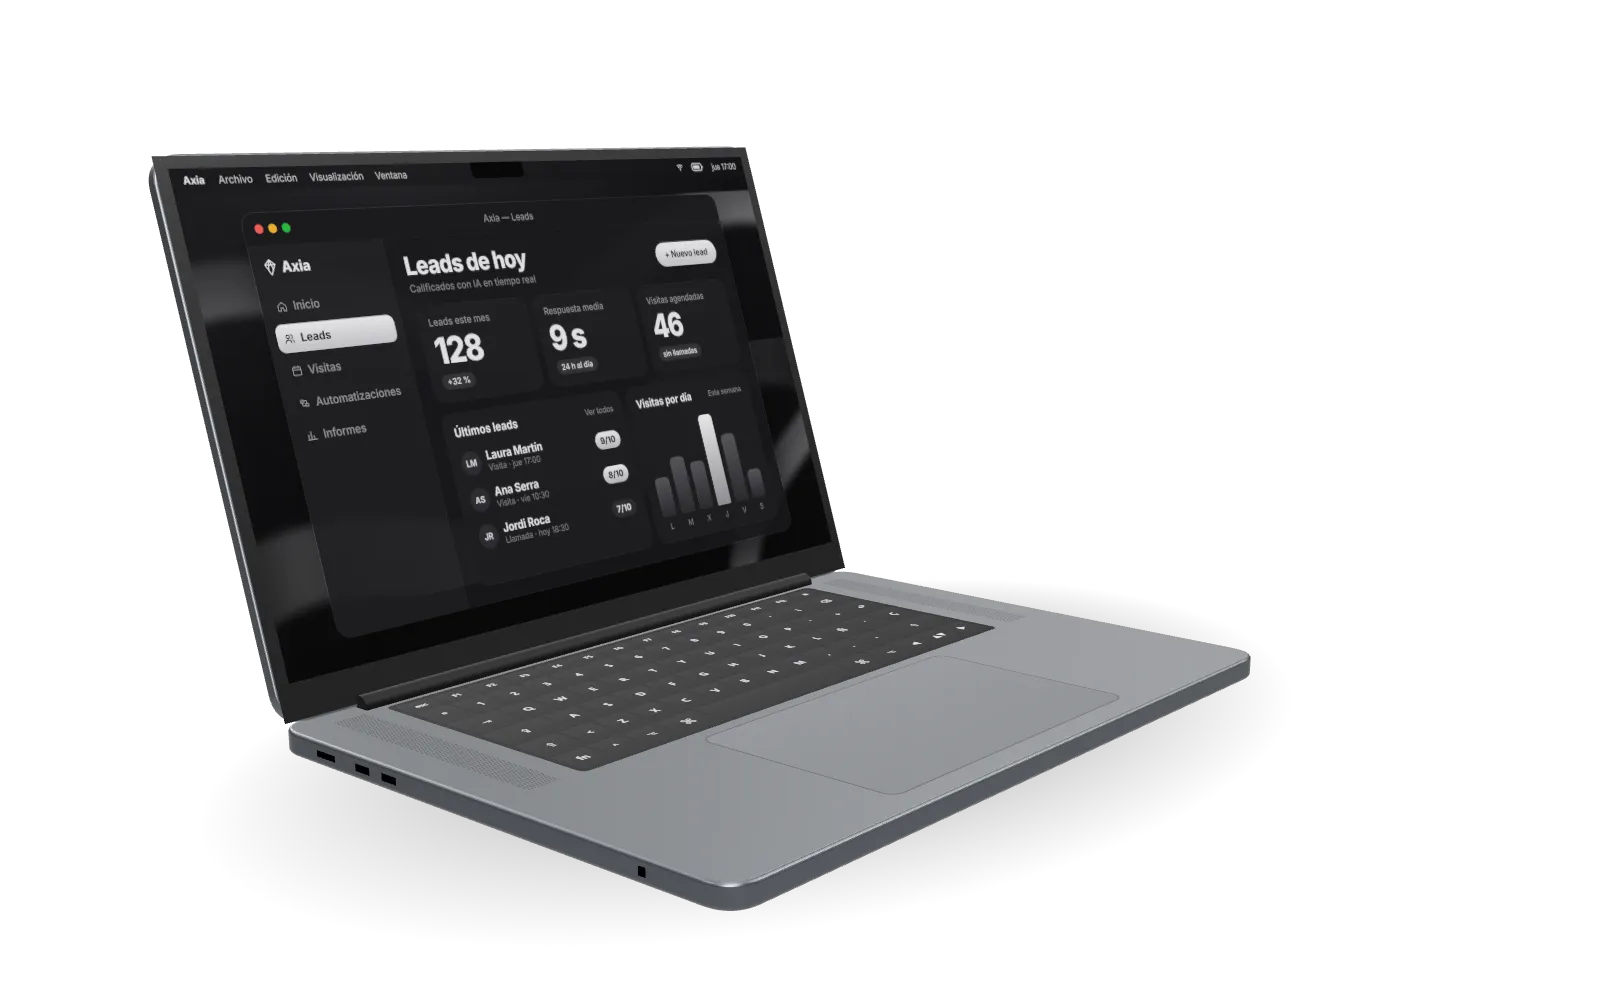 Axia Archivo Edición Visualización Ventana jue 17:00
Axia — Leads
Axia
Inicio
Leads
Visitas
Automatizaciones
Informes
Leads de hoy
+ Nuevo lead
Calificados con IA en tiempo real
Leads este mes
128
+32 %
Respuesta media
9 s
24 h al día
Visitas agendadas
46
sin llamadas
Últimos leads
Ver todos
LM Laura Martín 9/10
Visita · jue 17:00
AS Ana Serra 8/10
Visita · vie 10:30
JR Jordi Roca 7/10
Llamada · hoy 18:30
Visitas por día
Esta semana
L M X J V S